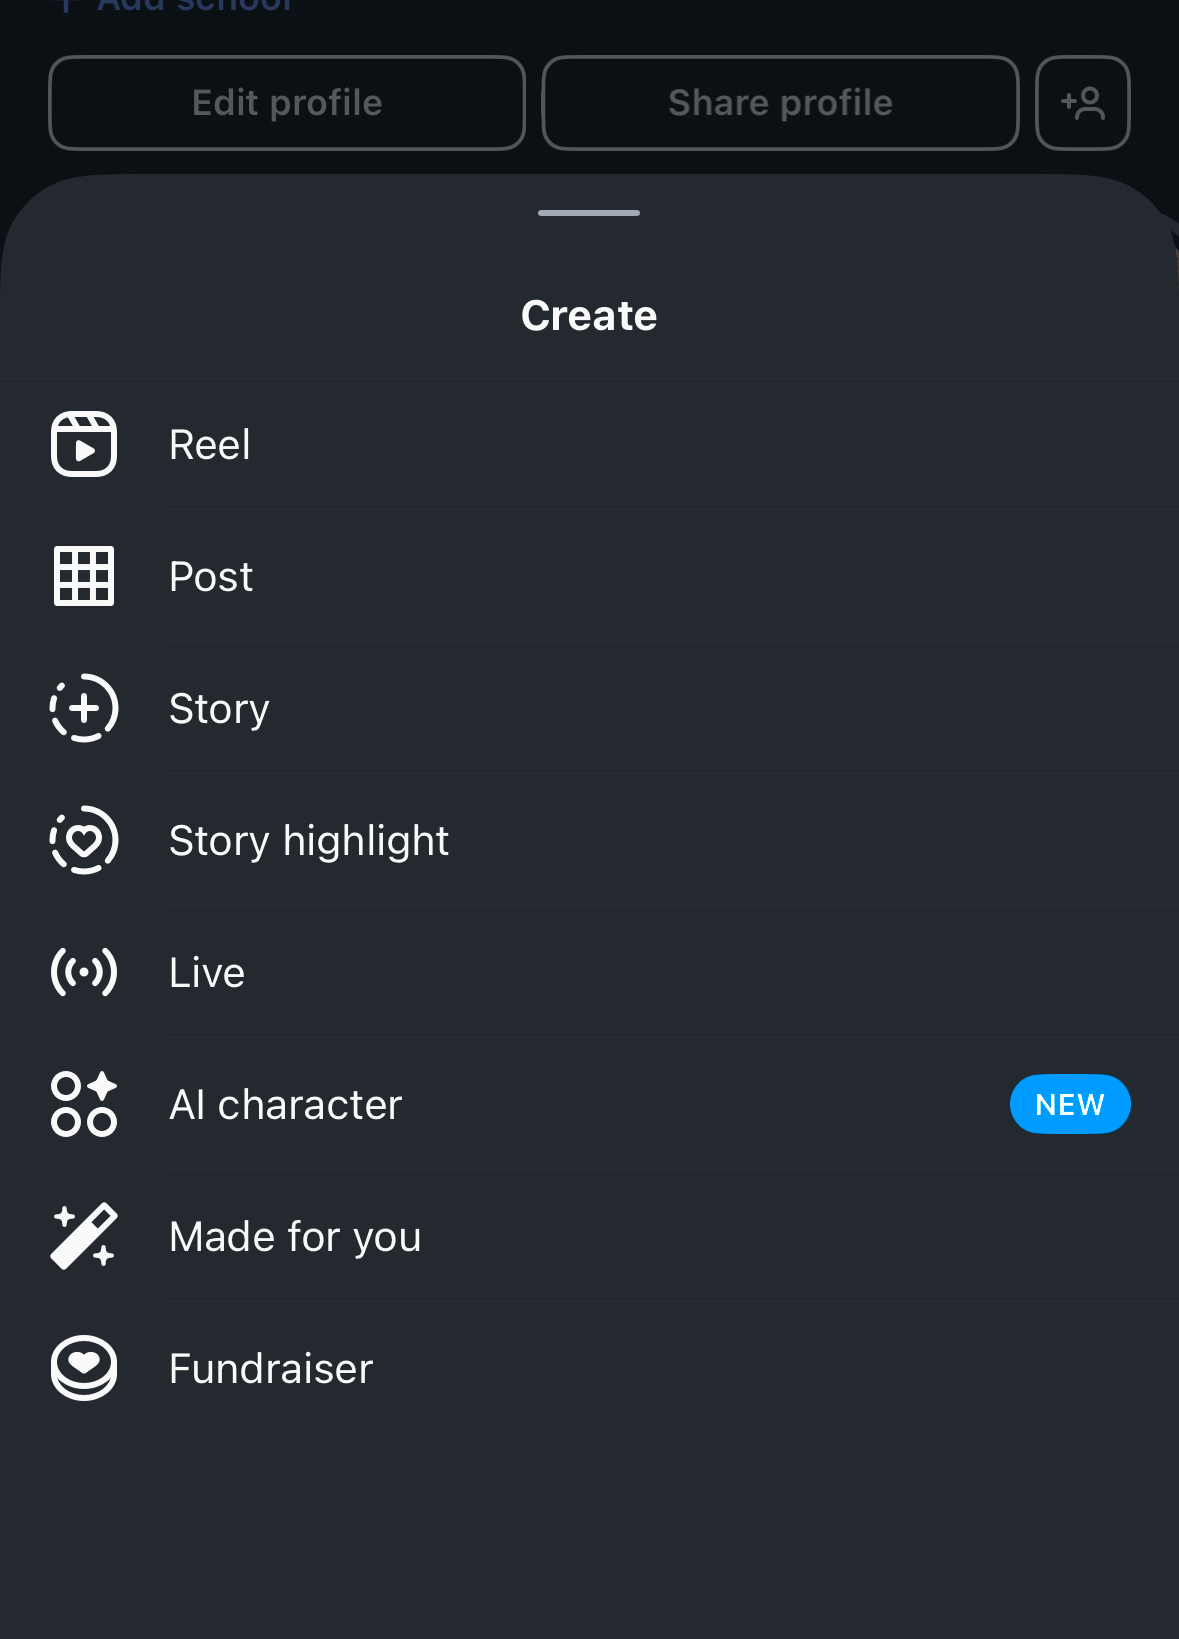 Add school
Edit profile
Share profile
Create
Reel
Post
Story
Story highlight
Live
AI character
NEW
Made for you
Fundraiser